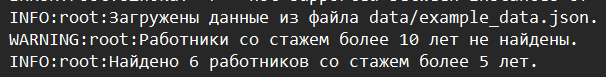 INFO:root:Загружены данные из файла data/example_data.json.
WARNING:root:Работники со стажем более 10 лет не найдены.
INFO:root:Найдено 6 работников со стажем более 5 лет.